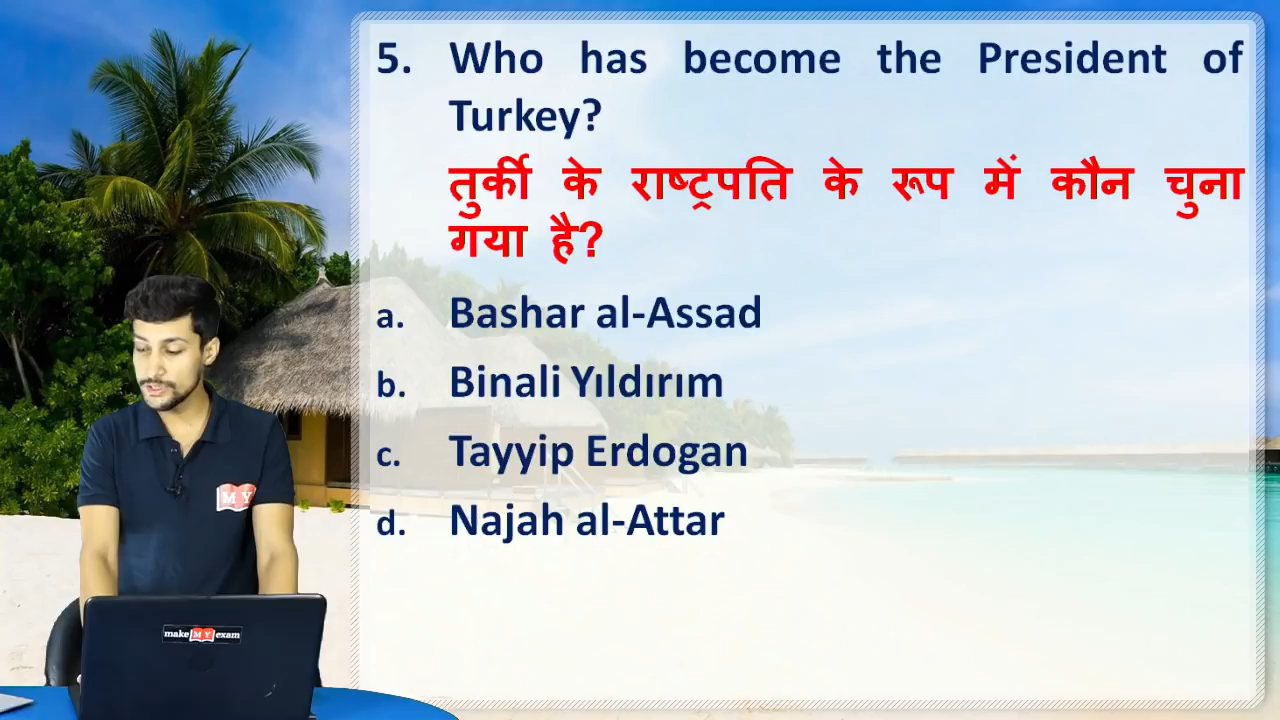 5. Who has become the President of
Turkey?
तुर्की के राष्ट्रपति के रूप में कौन चुना
गया है?
a. Bashar al-Assad
b. Binali Yıldırım
c. Tayyip Erdogan
d. Najah al-Attar
MY
make MY exam